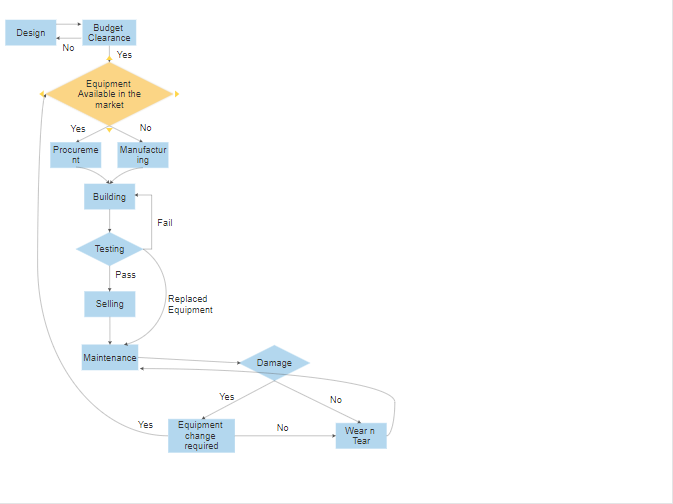 Design
Budget
Clearance
No
Yes
Equipment
Available in the
market
Yes
No
Procureme
nt
Manufactur
ing
Building
Fail
Testing
Pass
Selling
Replaced
Equipment
Maintenance
Damage
Yes
No
Yes
Equipment
change
required
No
Wear n
Tear